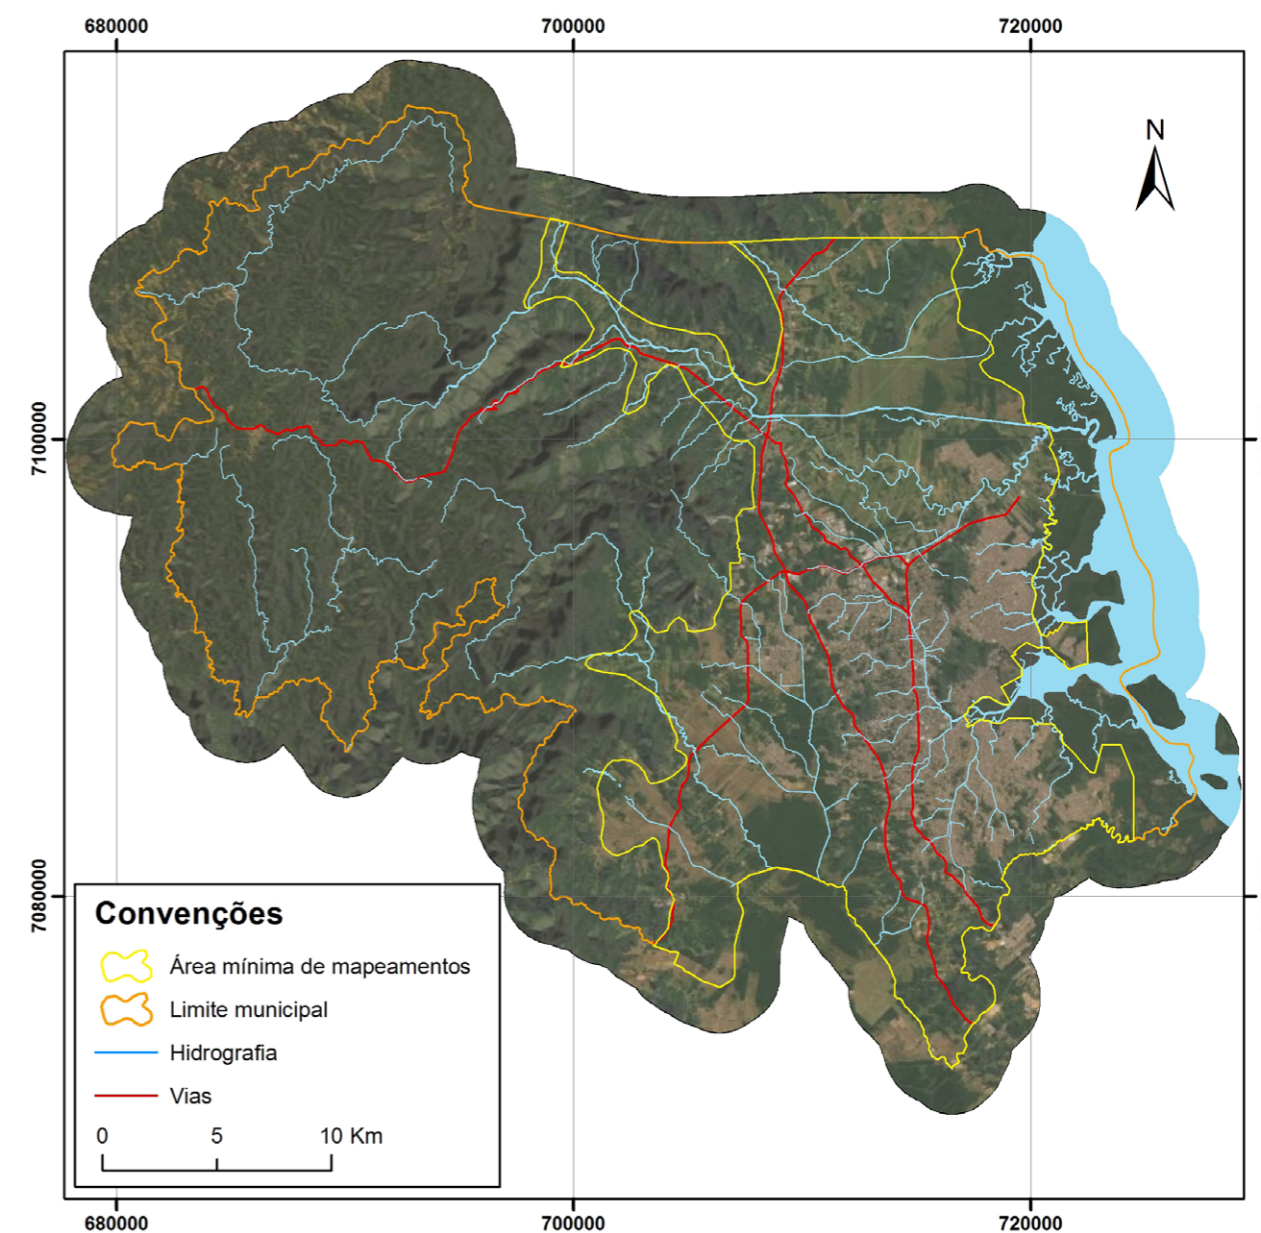 680000 700000 720000
N
7100000
7080000
Convenções
Área mínima de mapeamentos
Limite municipal
Hidrografia
Vias
0 5 10 Km
680000 700000 720000